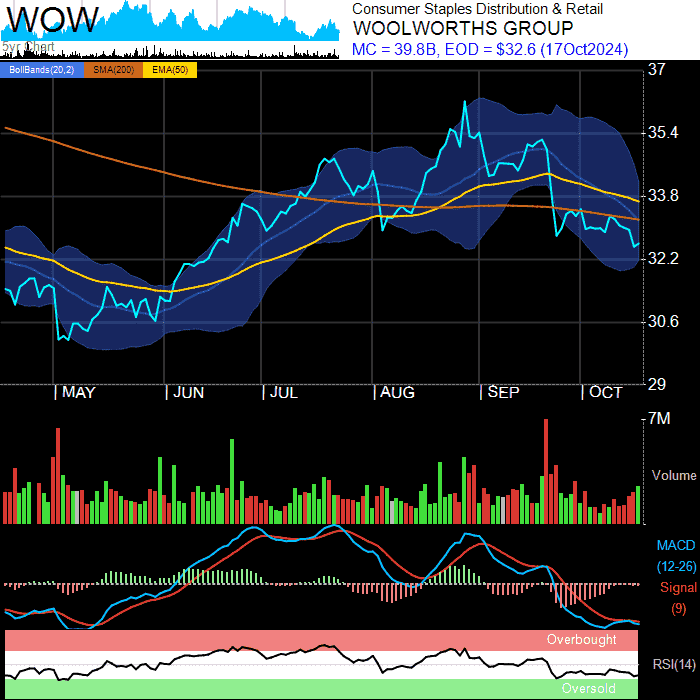 WOW
5yr Chart
Consumer Staples Distribution & Retail
WOOLWORTHS GROUP
MC = 39.8B, EOD = $32.6 (17Oct2024)
BollBands(20,2) SMA(200) EMA(50)
37
35.4
33.8
32.2
30.6
29
MAY JUN JUL AUG SEP OCT
7M
Volume
MACD
(12-26)
Signal
(9)
Overbought
RSI(14)
Oversold